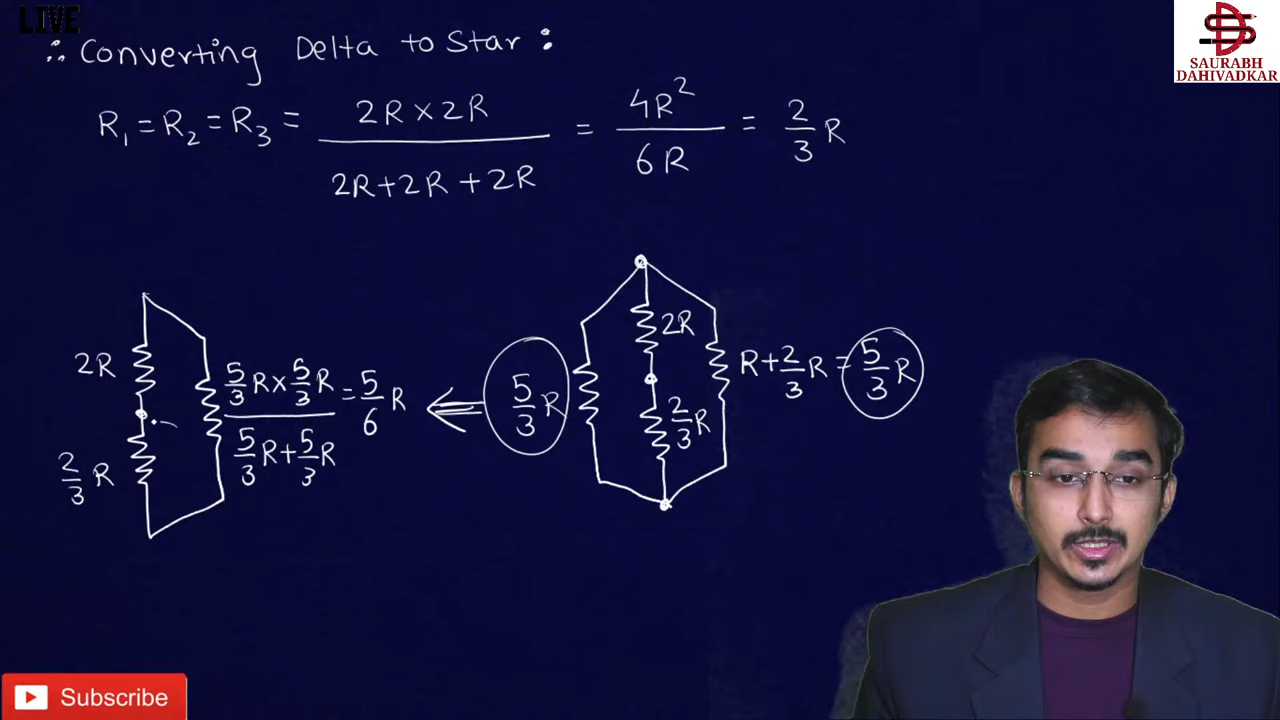 LIVE
∴ Converting Delta to Star :
R₁ = R₂ = R₃ = (2R × 2R)/(2R + 2R + 2R) = 4R²/6R = 2/3 R
SAURABH
DAHIVADKAR
2R
2/3 R
(5/3 R × 5/3 R)/(5/3 R + 5/3 R) = 5/6 R
5/3 R
2R
2/3 R
R + 2/3 R = 5/3 R
Subscribe